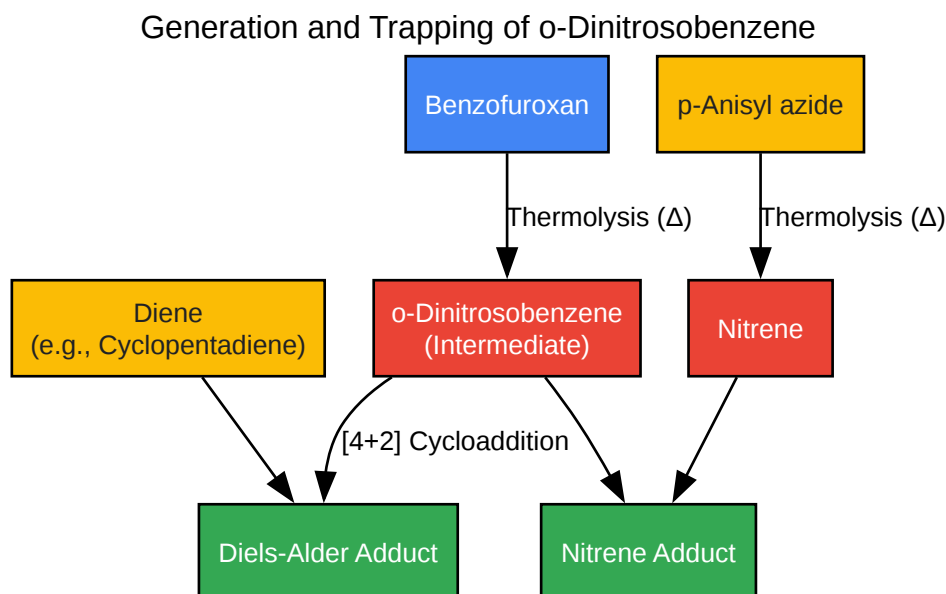 Generation and Trapping of o-Dinitrosobenzene
Benzofuroxan
p-Anisyl azide
Thermolysis (Δ)
Thermolysis (Δ)
Diene
(e.g., Cyclopentadiene)
o-Dinitrosobenzene
(Intermediate)
Nitrene
[4+2] Cycloaddition
Diels-Alder Adduct
Nitrene Adduct